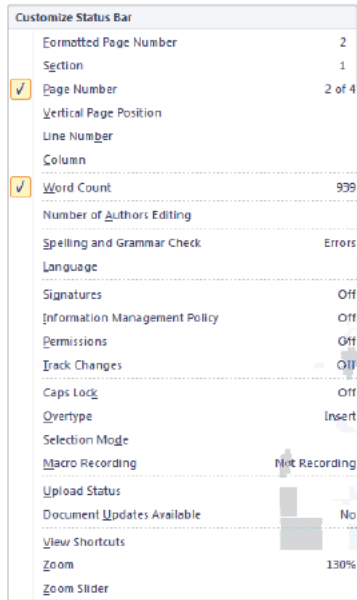 Customize Status Bar
Formatted Page Number 2
Section 1
Page Number 2 of 4
Vertical Page Position
Line Number
Column
Word Count 939
Number of Authors Editing
Spelling and Grammar Check Errors
Language
Signatures Off
Information Management Policy Off
Permissions Off
Track Changes Off
Caps Lock Off
Overtype Insert
Selection Mode
Macro Recording Not Recording
Upload Status
Document Updates Available No
View Shortcuts
Zoom 130%
Zoom Slider